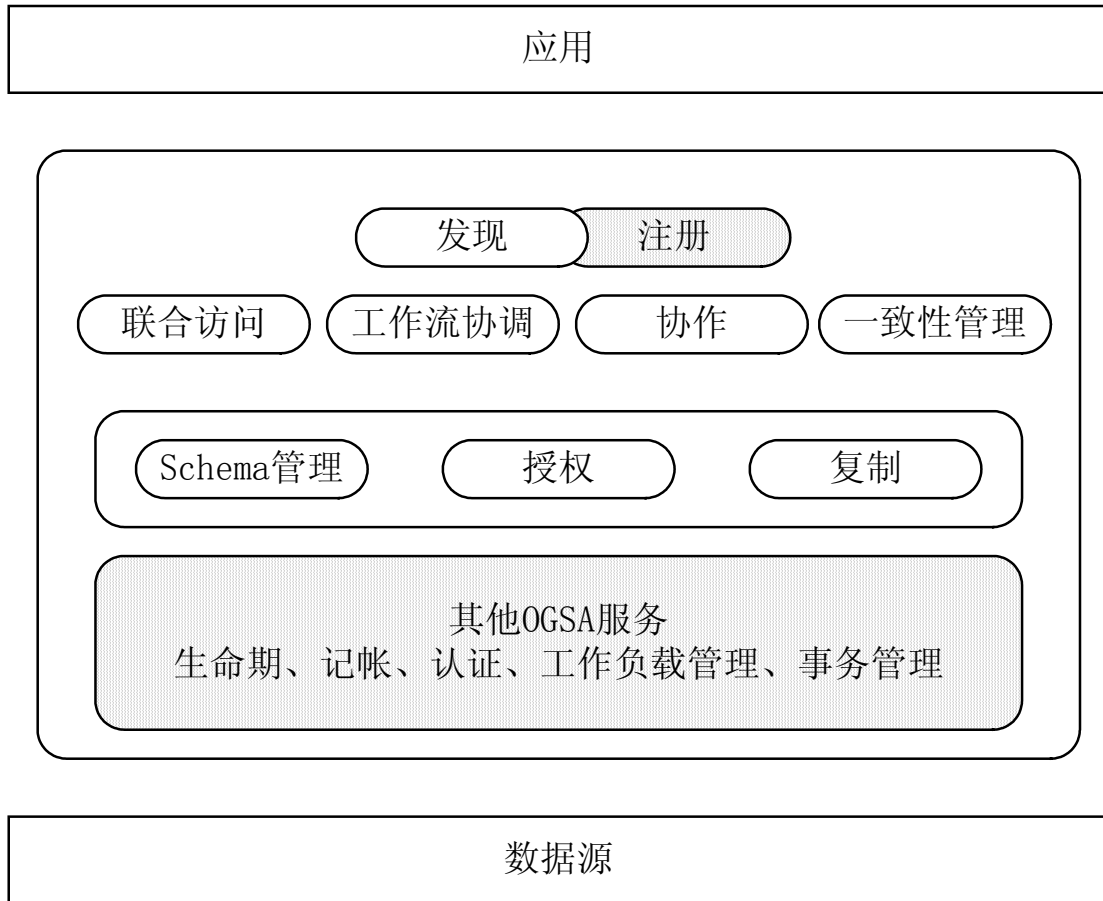 应用
发现 注册
联合访问 工作流协调 协作 一致性管理
Schema管理 授权 复制
其他OGSA服务
生命期、记帐、认证、工作负载管理、事务管理
数据源